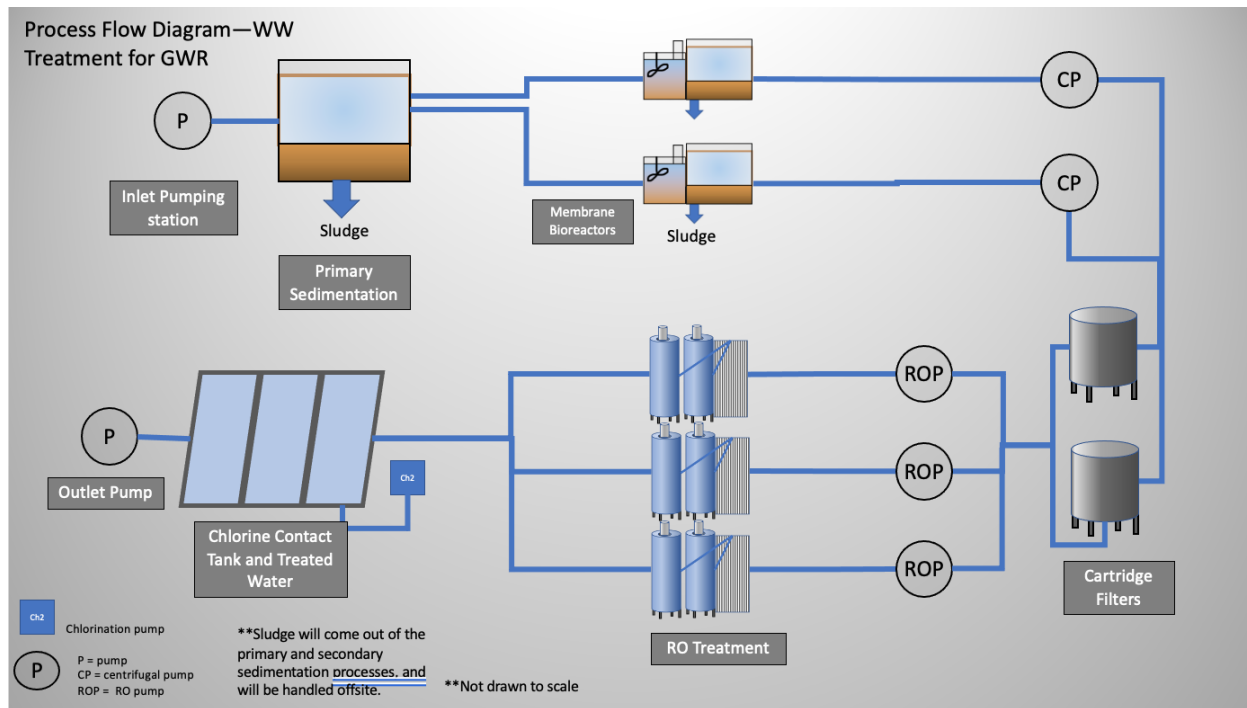 Process Flow Diagram—WW
Treatment for GWR
P
Inlet Pumping
station
Sludge
Primary
Sedimentation
Membrane
Bioreactors
Sludge
CP
CP
P
Outlet Pump
Ch2
Chlorine Contact
Tank and Treated
Water
ROP
ROP
ROP
RO Treatment
Cartridge
Filters
Ch2
Chlorination pump
P
P = pump
CP = centrifugal pump
ROP = RO pump
**Sludge will come out of the
primary and secondary
sedimentation processes. and
will be handled offsite.
**Not drawn to scale